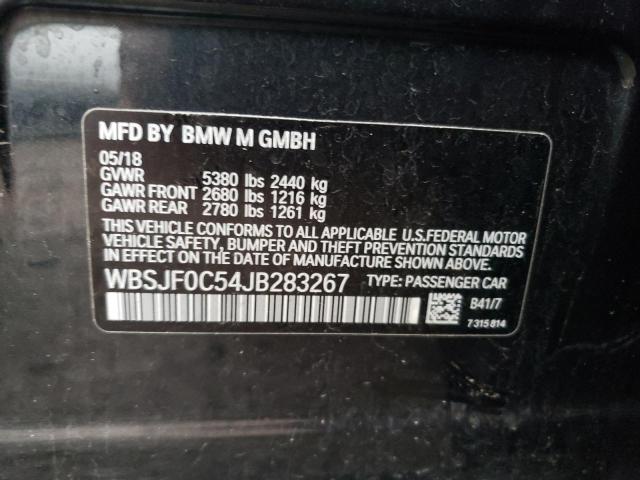 MFD BY BMW M GMBH
05/18
GVWR 5380 lbs 2440 kg
GAWR FRONT 2680 lbs 1216 kg
GAWR REAR 2780 lbs 1261 kg
THIS VEHICLE CONFORMS TO ALL APPLICABLE U.S.FEDERAL MOTOR
VEHICLE SAFETY, BUMPER AND THEFT PREVENTION STANDARDS
IN EFFECT ON THE DATE OF MANUFACTURE SHOWN ABOVE.
WBSJF0C54JB283267 TYPE: PASSENGER CAR
B41/7
7 315 814